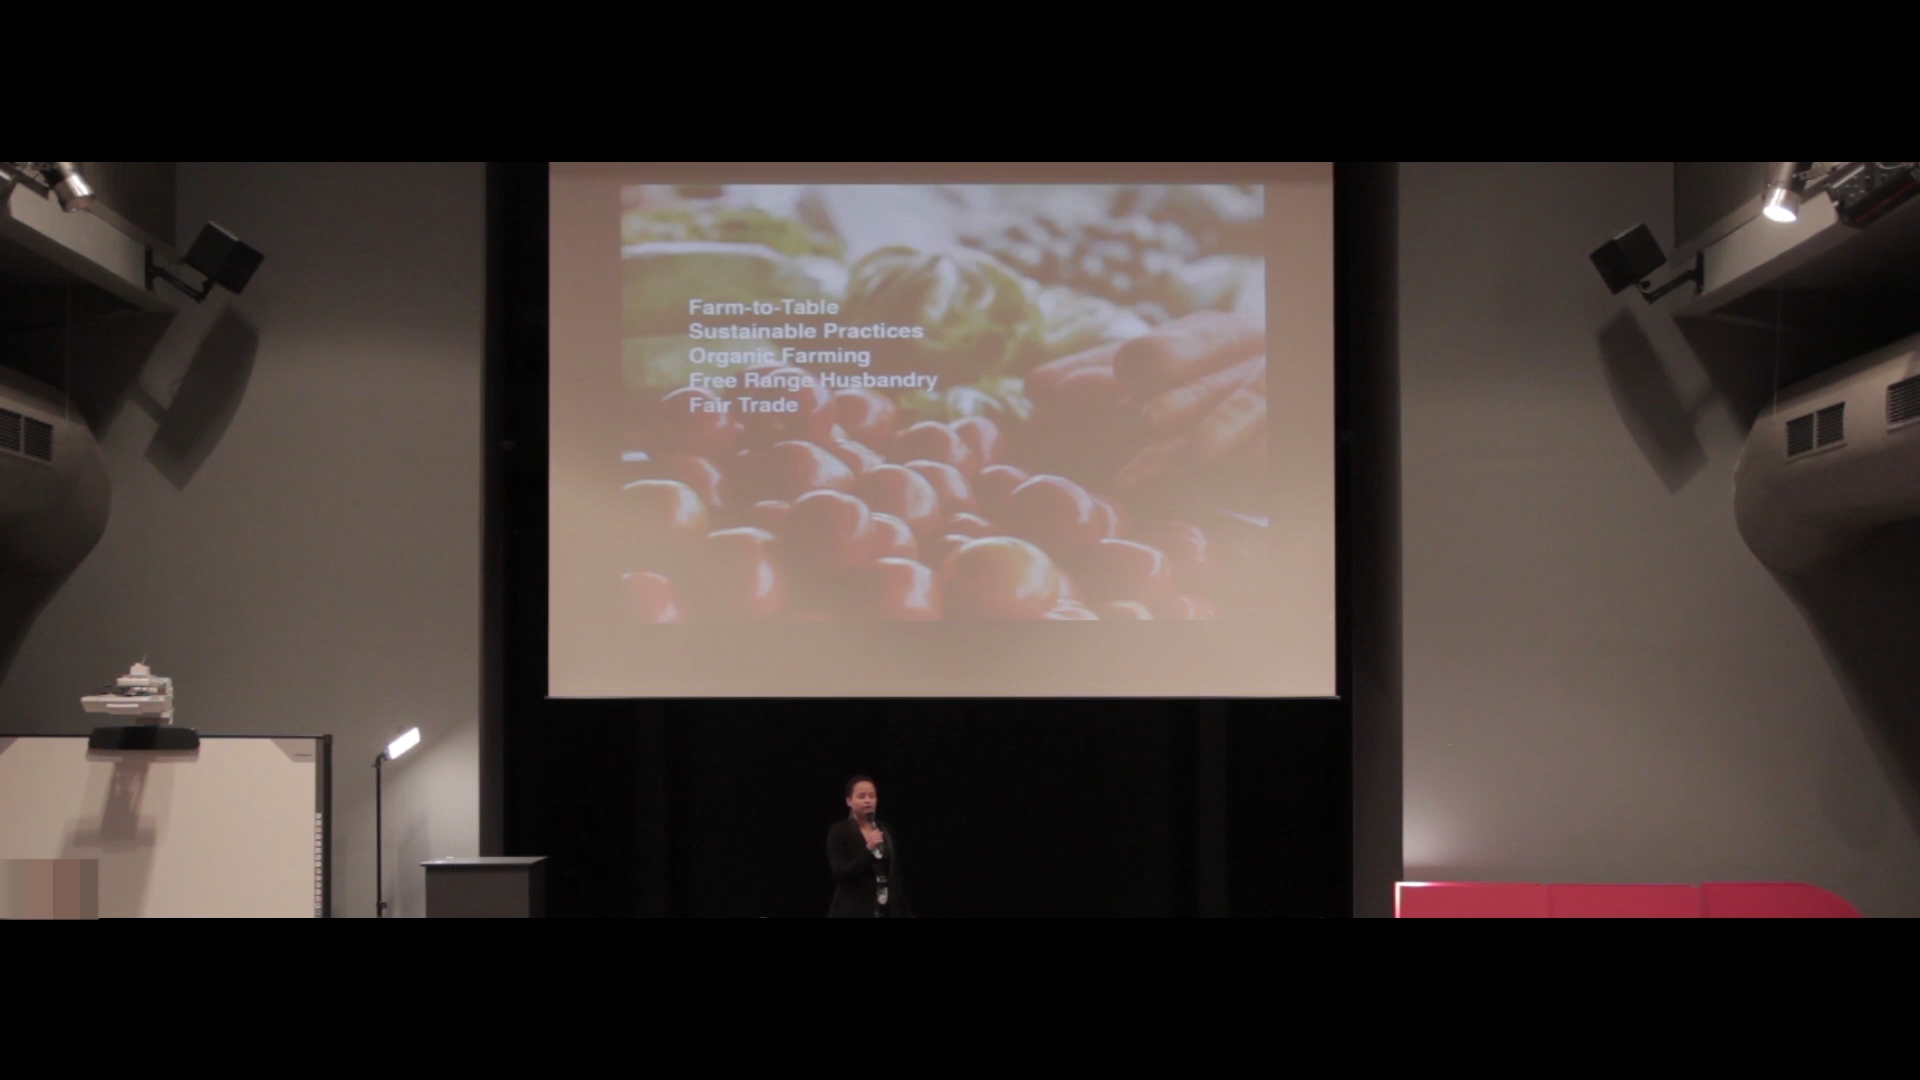 Farm-to-Table
Sustainable Practices
Organic Farming
Free Range Husbandry
Fair Trade